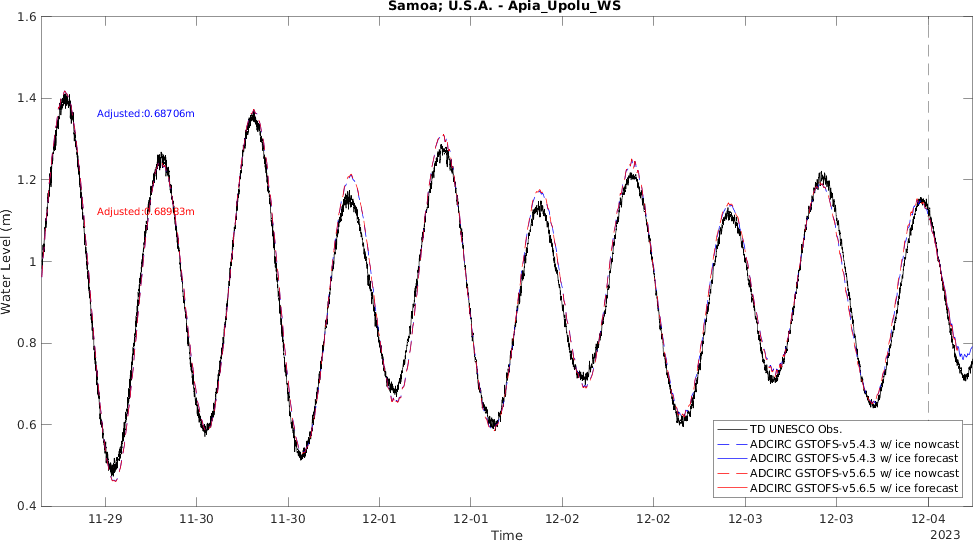 Samoa; U.S.A. - Apia_Upolu_WS
1.6
1.4
1.2
1
0.8
0.6
0.4
Water Level (m)
Adjusted:0.68706m
Adjusted:0.68983m
TD UNESCO Obs.
ADCIRC GSTOFS-v5.4.3 w/ ice nowcast
ADCIRC GSTOFS-v5.4.3 w/ ice forecast
ADCIRC GSTOFS-v5.6.5 w/ ice nowcast
ADCIRC GSTOFS-v5.6.5 w/ ice forecast
11-29 11-30 11-30 12-01 12-01 12-02 12-02 12-03 12-03 12-04
2023
Time